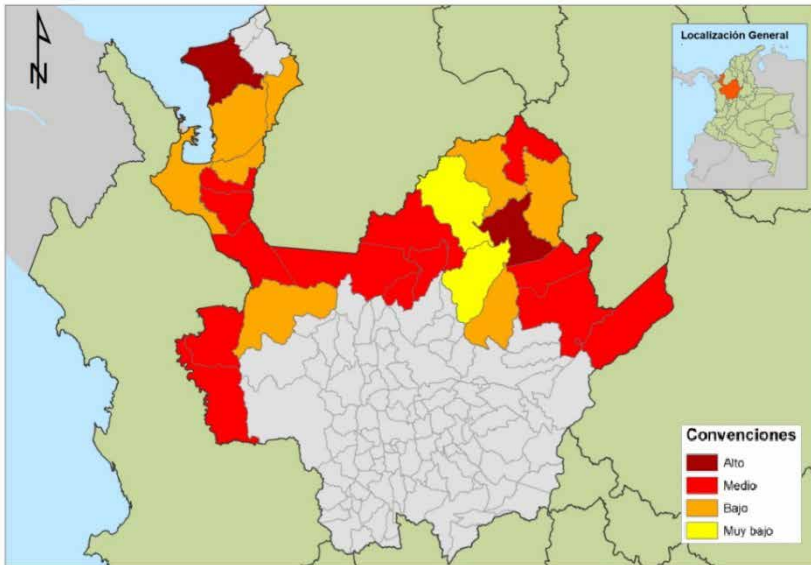 N
Localización General
Convenciones
Alto
Medio
Bajo
Muy bajo